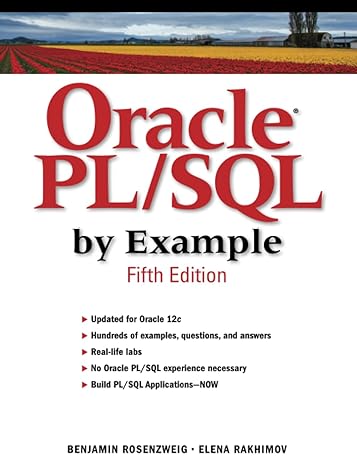 Oracle®
PL/SQL
by Example
Fifth Edition
▶ Updated for Oracle 12c
▶ Hundreds of examples, questions, and answers
▶ Real-life labs
▶ No Oracle PL/SQL experience necessary
▶ Build PL/SQL Applications—NOW
BENJAMIN ROSENZWEIG • ELENA RAKHIMOV